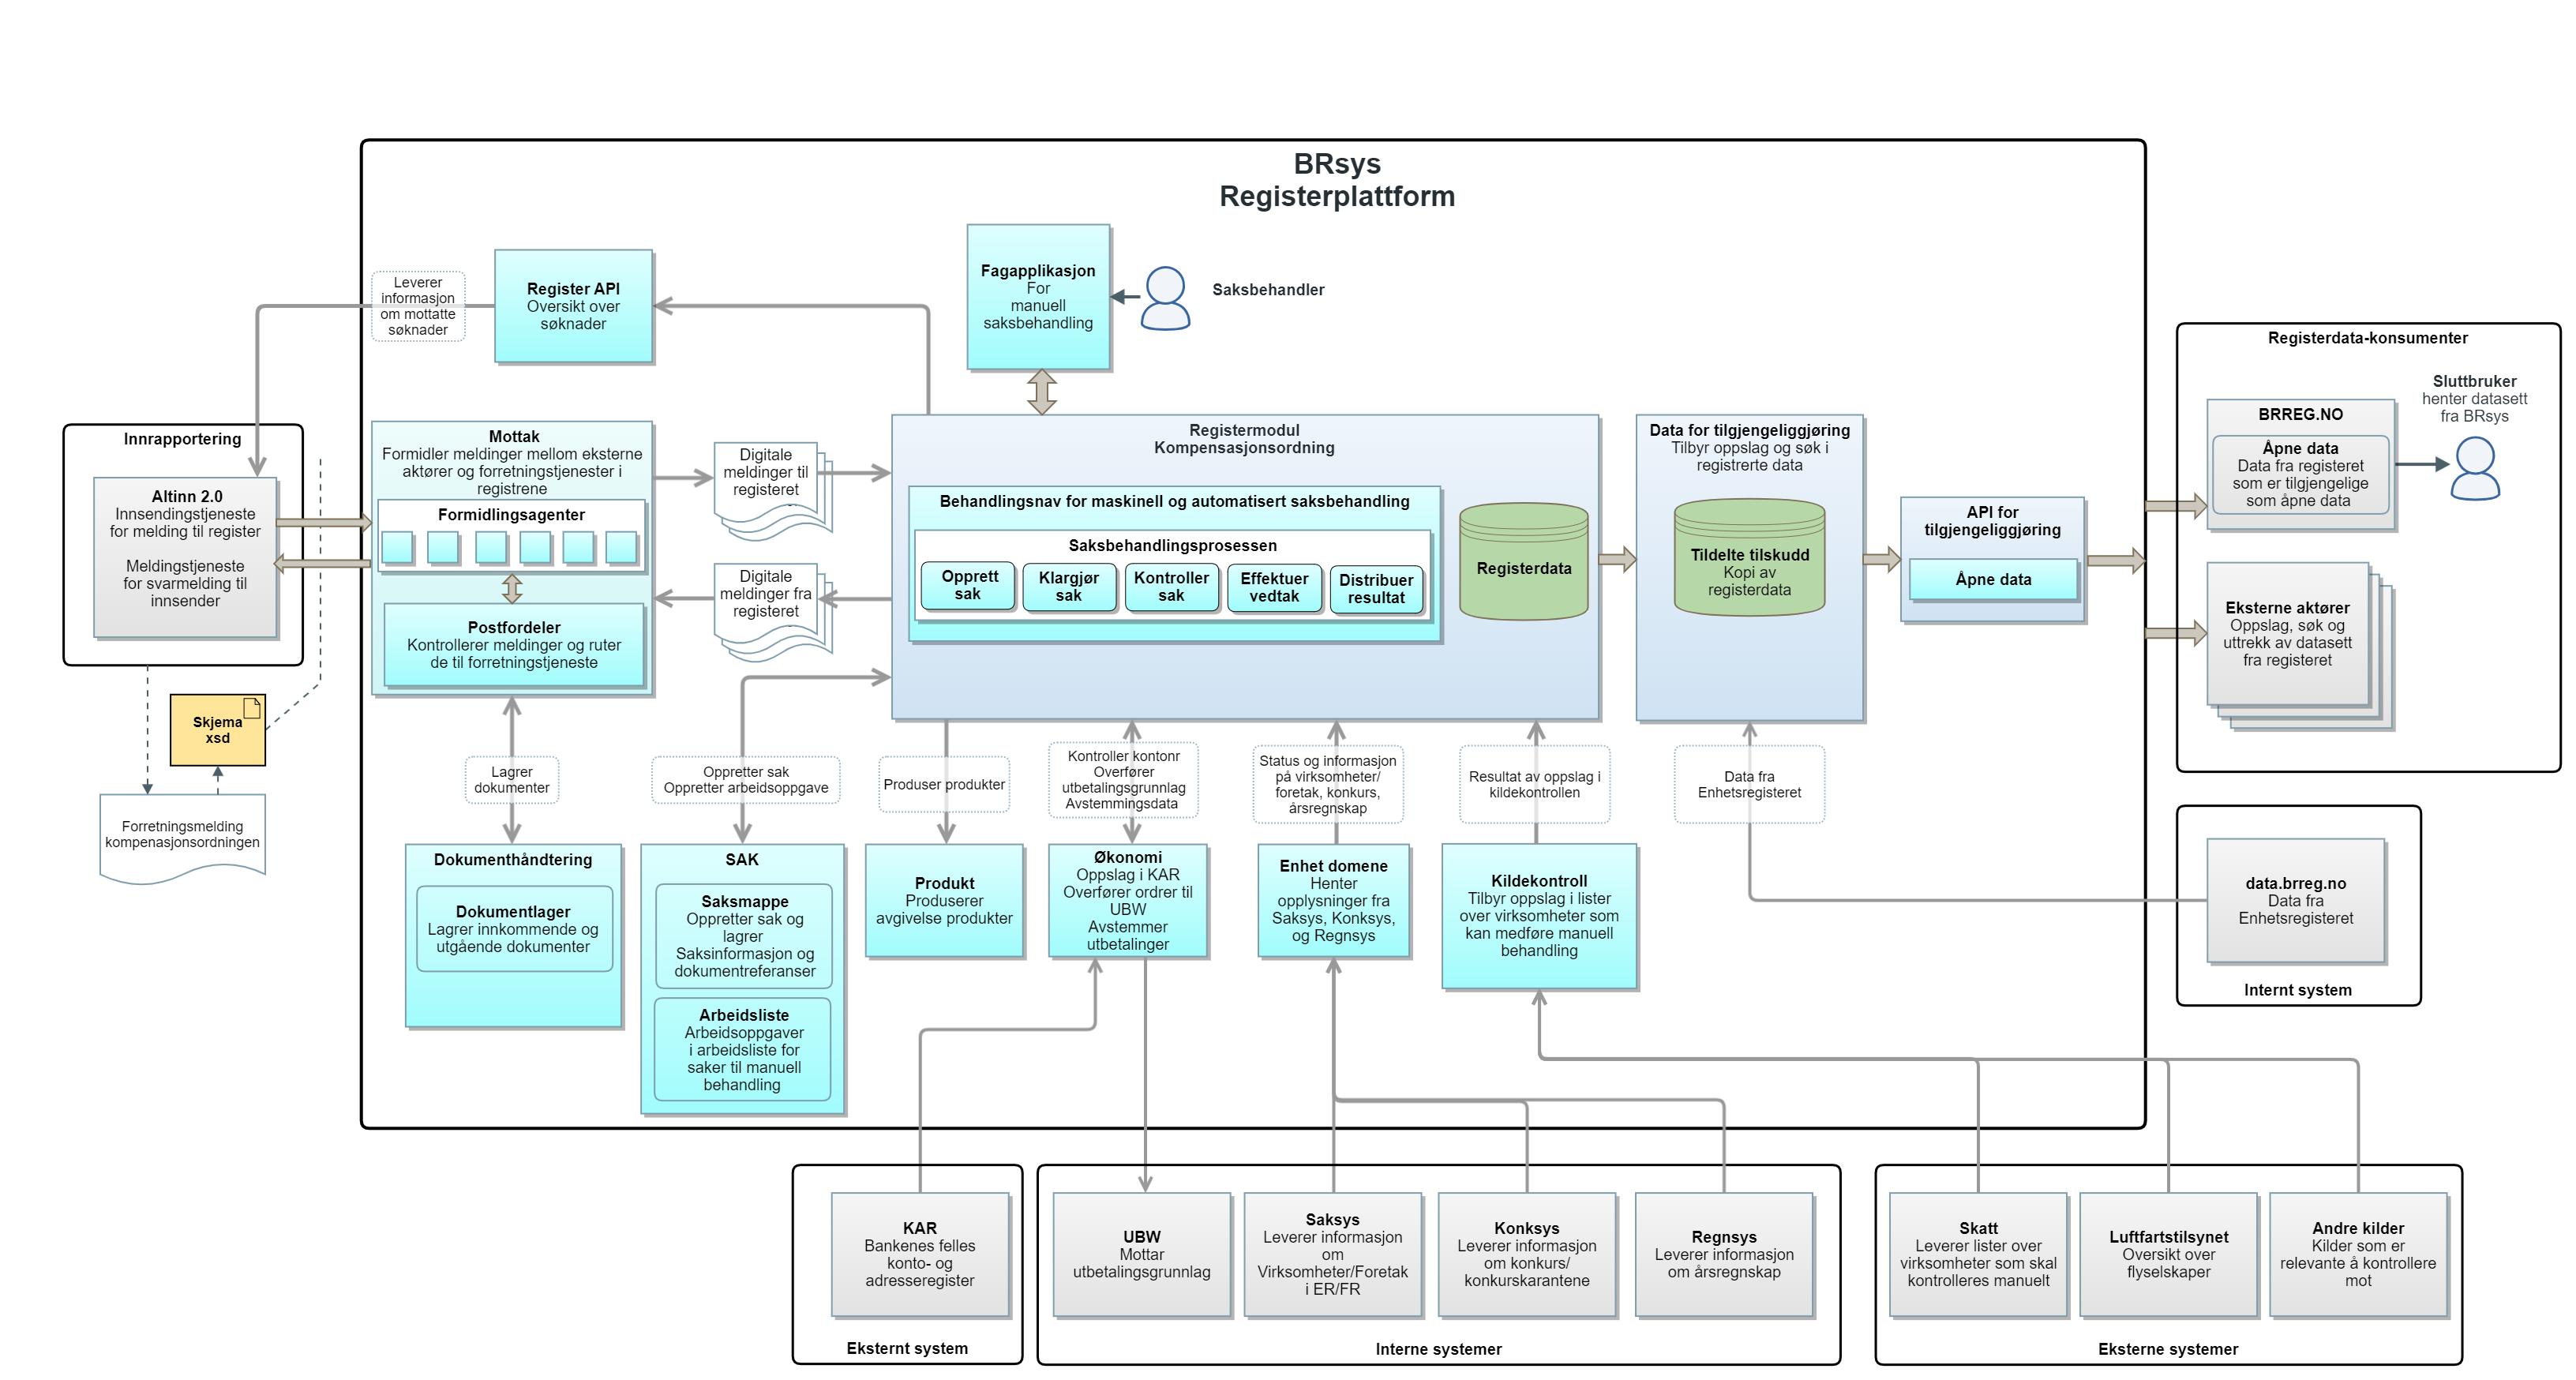 BRsys
Registerplattform
Leverer
informasjon
om mottatte
søknader
Register API
Oversikt over
søknader
Fagapplikasjon
For
manuell
saksbehandling
Saksbehandler
Innrapportering
Altinn 2.0
Innsendingstjeneste
for melding til register
Meldingstjeneste
for svarmelding til
innsender
Skjema
xsd
Forretningsmelding
kompenasjonsordningen
Mottak
Formidler meldinger mellom eksterne
aktører og forretningstjenester i
registrene
Formidlingsagenter
Postfordeler
Kontrollerer meldinger og ruter
de til forretningstjeneste
Digitale
meldinger til
registeret
Digitale
meldinger fra
registeret
Registermodul
Kompensasjonsordning
Behandlingsnav for maskinell og automatisert saksbehandling
Saksbehandlingsprosessen
Opprett
sak
Klargjør
sak
Kontroller
sak
Effektuer
vedtak
Distribuer
resultat
Registerdata
Data for tilgjengeliggjøring
Tilbyr oppslag og søk i
registrerte data
Tildelte tilskudd
Kopi av
registerdata
API for
tilgjengeliggjøring
Åpne data
Registerdata-konsumenter
BRREG.NO
Åpne data
Data fra registeret
som er tilgjengelige
som åpne data
Sluttbruker
henter datasett
fra BRsys
Eksterne aktører
Oppslag, søk og
uttrekk av datasett
fra registeret
Lagrer
dokumenter
Oppretter sak
Oppretter arbeidsoppgave
Produser produkter
Kontroller kontonr
Overfører
utbetalingsgrunnlag
Avstemmingsdata
Status og informasjon
på virksomheter/
foretak, konkurs,
årsregnskap
Resultat av oppslag i
kildekontrollen
Data fra
Enhetsregisteret
Dokumenthåndtering
Dokumentlager
Lagrer innkommende og
utgående dokumenter
SAK
Saksmappe
Oppretter sak og
lagrer
Saksinformasjon og
dokumentreferanser
Arbeidsliste
Arbeidsoppgaver
i arbeidsliste for
saker til manuell
behandling
Produkt
Produserer
avgivelse produkter
Økonomi
Oppslag i KAR
Overfører ordrer til
UBW
Avstemmer
utbetalinger
Enhet domene
Henter
opplysninger fra
Saksys, Konksys,
og Regnsys
Kildekontroll
Tilbyr oppslag i lister
over virksomheter som
kan medføre manuell
behandling
data.brreg.no
Data fra
Enhetsregisteret
Internt system
KAR
Bankenes felles
konto- og
adresseregister
Eksternt system
UBW
Mottar
utbetalingsgrunnlag
Saksys
Leverer informasjon
om
Virksomheter/Foretak
i ER/FR
Konksys
Leverer informasjon
om konkurs/
konkurskarantene
Regnsys
Leverer informasjon
om årsregnskap
Interne systemer
Skatt
Leverer lister over
virksomheter som skal
kontrolleres manuelt
Luftfartstilsynet
Oversikt over
flyselskaper
Andre kilder
Kilder som er
relevante å kontrollere
mot
Eksterne systemer